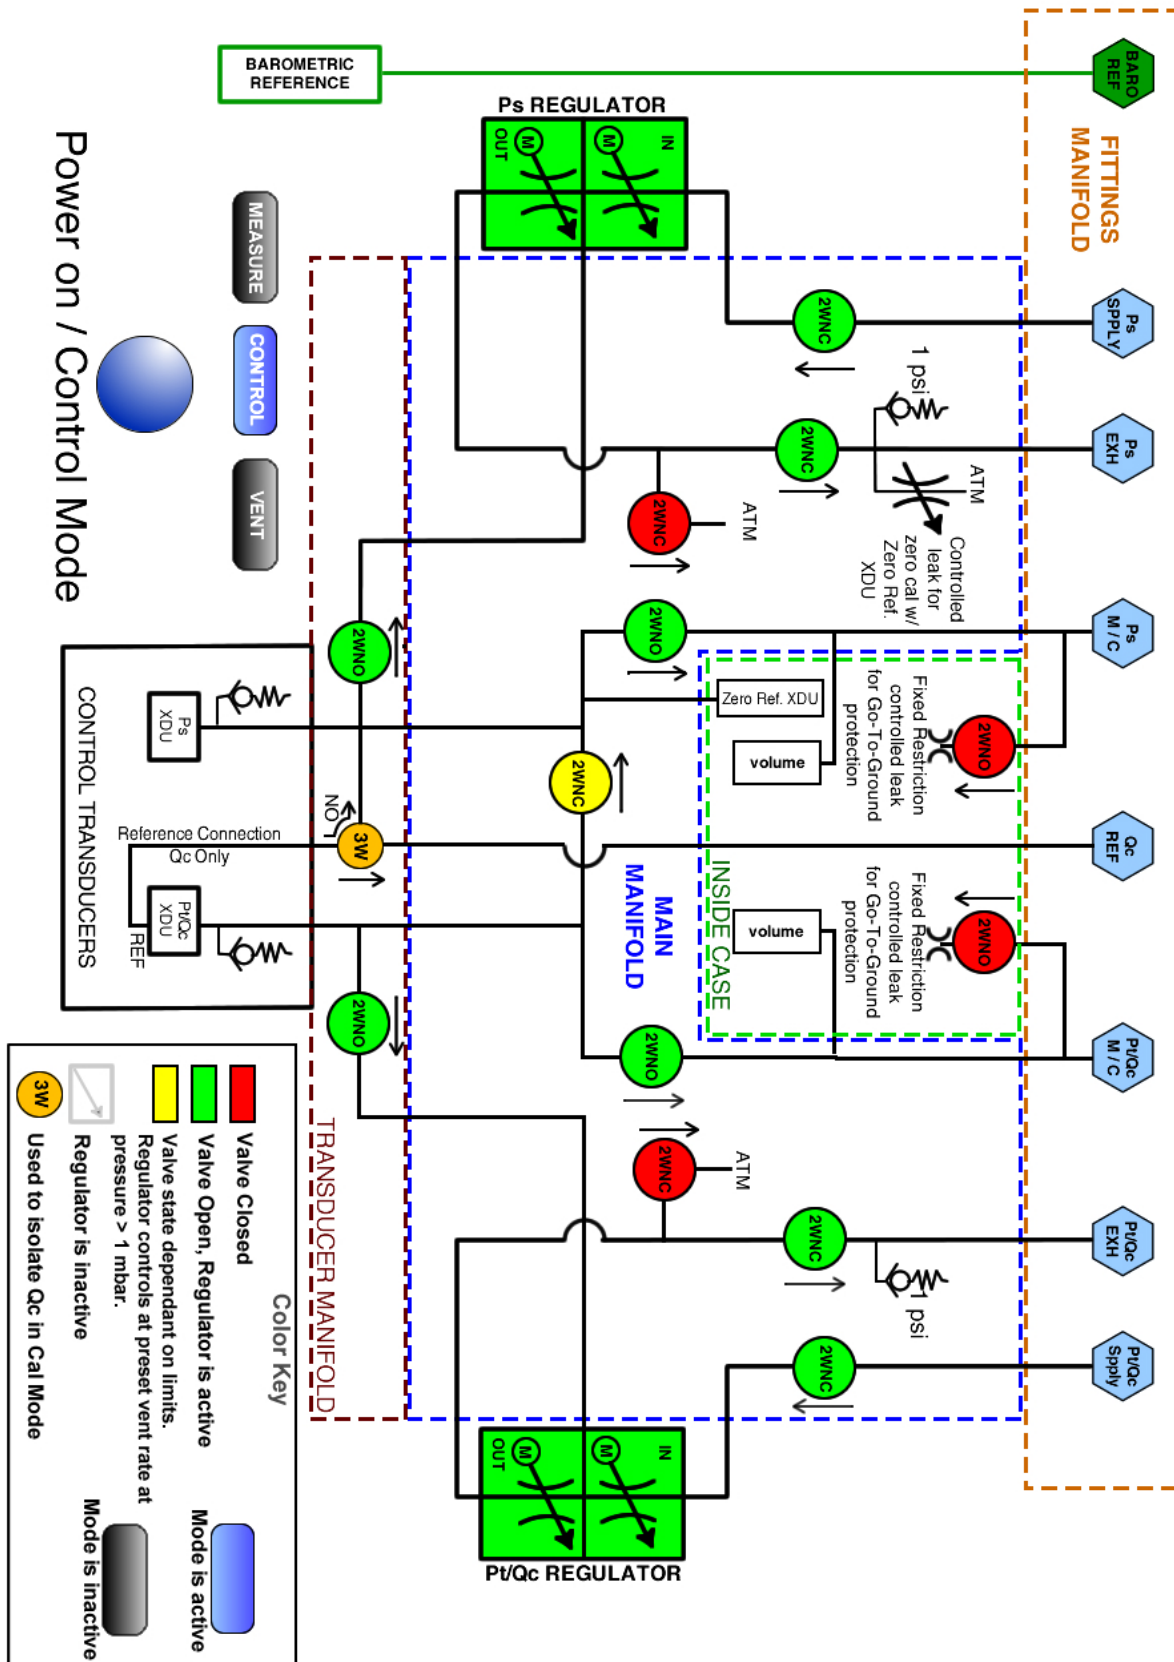 BAROMETRIC
REFERENCE
BARO
REF
FITTINGS
MANIFOLD
Ps REGULATOR
IN
M
OUT
M
Ps
SPPLY
2WNC
1 psi
Ps
EXH
2WNC
ATM
2WNC
ATM
Controlled
leak for
zero cal w/
Zero Ref.
XDU
Ps
M / C
2WNO
2WNO
Zero Ref. XDU
volume
Fixed Restriction
controlled leak
for Go-To-Ground
protection
2WNO
2WNC
Ps
XDU
CONTROL TRANSDUCERS
Reference Connection
Qc Only
NO
3W
Qc
REF
Pt/Qc
XDU
REF
MAIN
MANIFOLD
INSIDE CASE
volume
Fixed Restriction
controlled leak
for Go-To-Ground
protection
2WNO
2WNO
2WNO
Pt/Qc
M / C
2WNC
ATM
2WNC
Pt/Qc
EXH
1 psi
2WNC
Pt/Qc
Spply
TRANSDUCER MANIFOLD
IN
M
OUT
M
Pt/Qc REGULATOR
MEASURE
CONTROL
VENT
Power on / Control Mode
Color Key
Valve Closed
Valve Open, Regulator is active
Valve state dependant on limits.
Regulator controls at preset vent rate at
pressure > 1 mbar.
Regulator is inactive
3W
Used to isolate Qc in Cal Mode
Mode is active
Mode is inactive